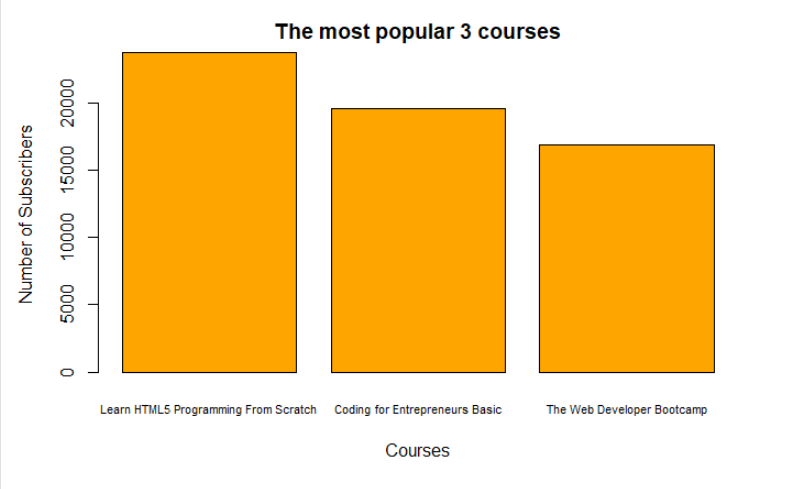 The most popular 3 courses
Number of Subscribers
20000
15000
10000
5000
0
Learn HTML5 Programming From Scratch
Coding for Entrepreneurs Basic
The Web Developer Bootcamp
Courses